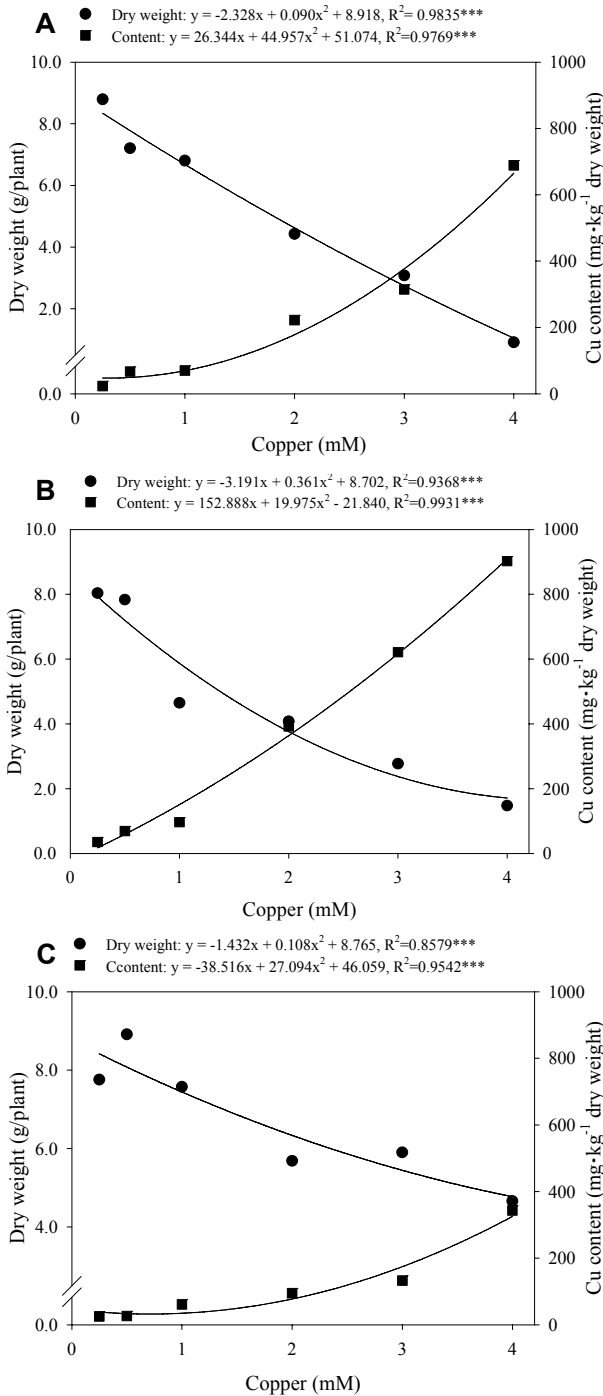 A
● Dry weight: y = -2.328x + 0.090x² + 8.918, R²= 0.9835***
■ Content: y = 26.344x + 44.957x² + 51.074, R²=0.9769***
10.0
8.0
6.0
4.0
2.0
0.0
Dry weight (g/plant)
1000
800
600
400
200
0
Cu content (mg·kg⁻¹ dry weight)
0 1 2 3 4
Copper (mM)
B
● Dry weight: y = -3.191x + 0.361x² + 8.702, R²=0.9368***
■ Content: y = 152.888x + 19.975x² - 21.840, R²=0.9931***
10.0
8.0
6.0
4.0
2.0
0.0
Dry weight (g/plant)
1000
800
600
400
200
0
Cu content (mg·kg⁻¹ dry weight)
0 1 2 3 4
Copper (mM)
C
● Dry weight: y = -1.432x + 0.108x² + 8.765, R²=0.8579***
■ Ccontent: y = -38.516x + 27.094x² + 46.059, R²=0.9542***
10.0
8.0
6.0
4.0
0.0
Dry weight (g/plant)
1000
800
600
400
200
0
Cu content (mg·kg⁻¹ dry weight)
0 1 2 3 4
Copper (mM)